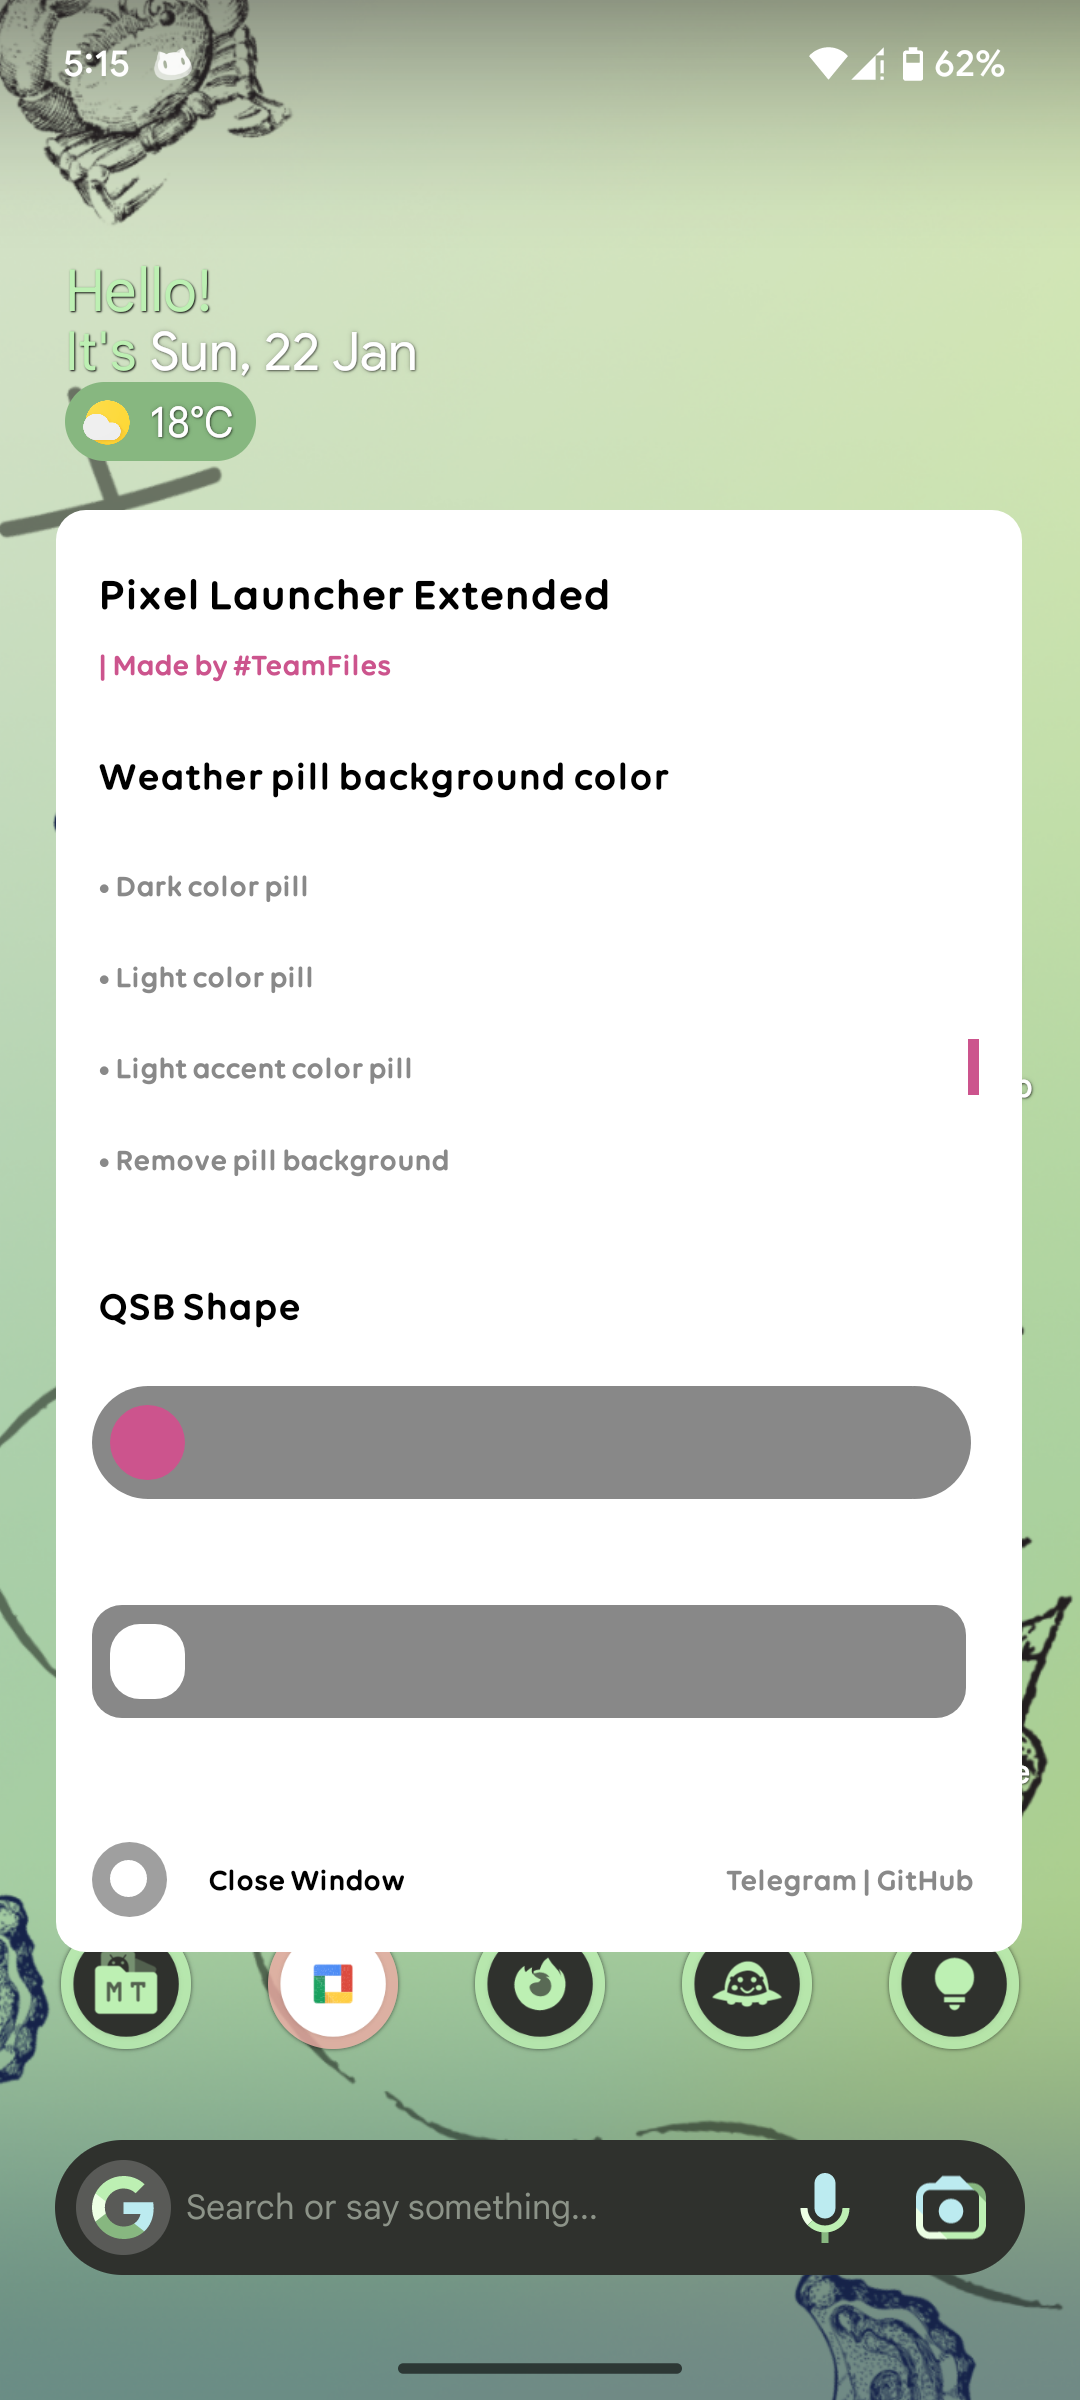 5:15
62%
Hello!
It's Sun, 22 Jan
18°C
Pixel Launcher Extended
| Made by #TeamFiles
Weather pill background color
• Dark color pill
• Light color pill
• Light accent color pill
• Remove pill background
QSB Shape
Close Window
Telegram | GitHub
M T
G
Search or say something...